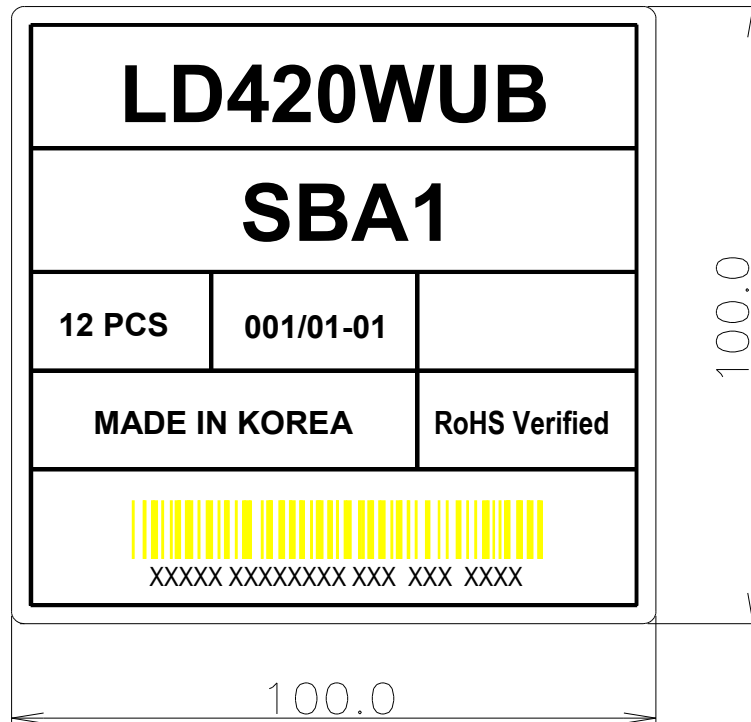 LD420WUB
SBA1
12 PCS
001/01-01
MADE IN KOREA
RoHS Verified
XXXXX XXXXXXXX XXX XXX XXXX
100.0
100.0